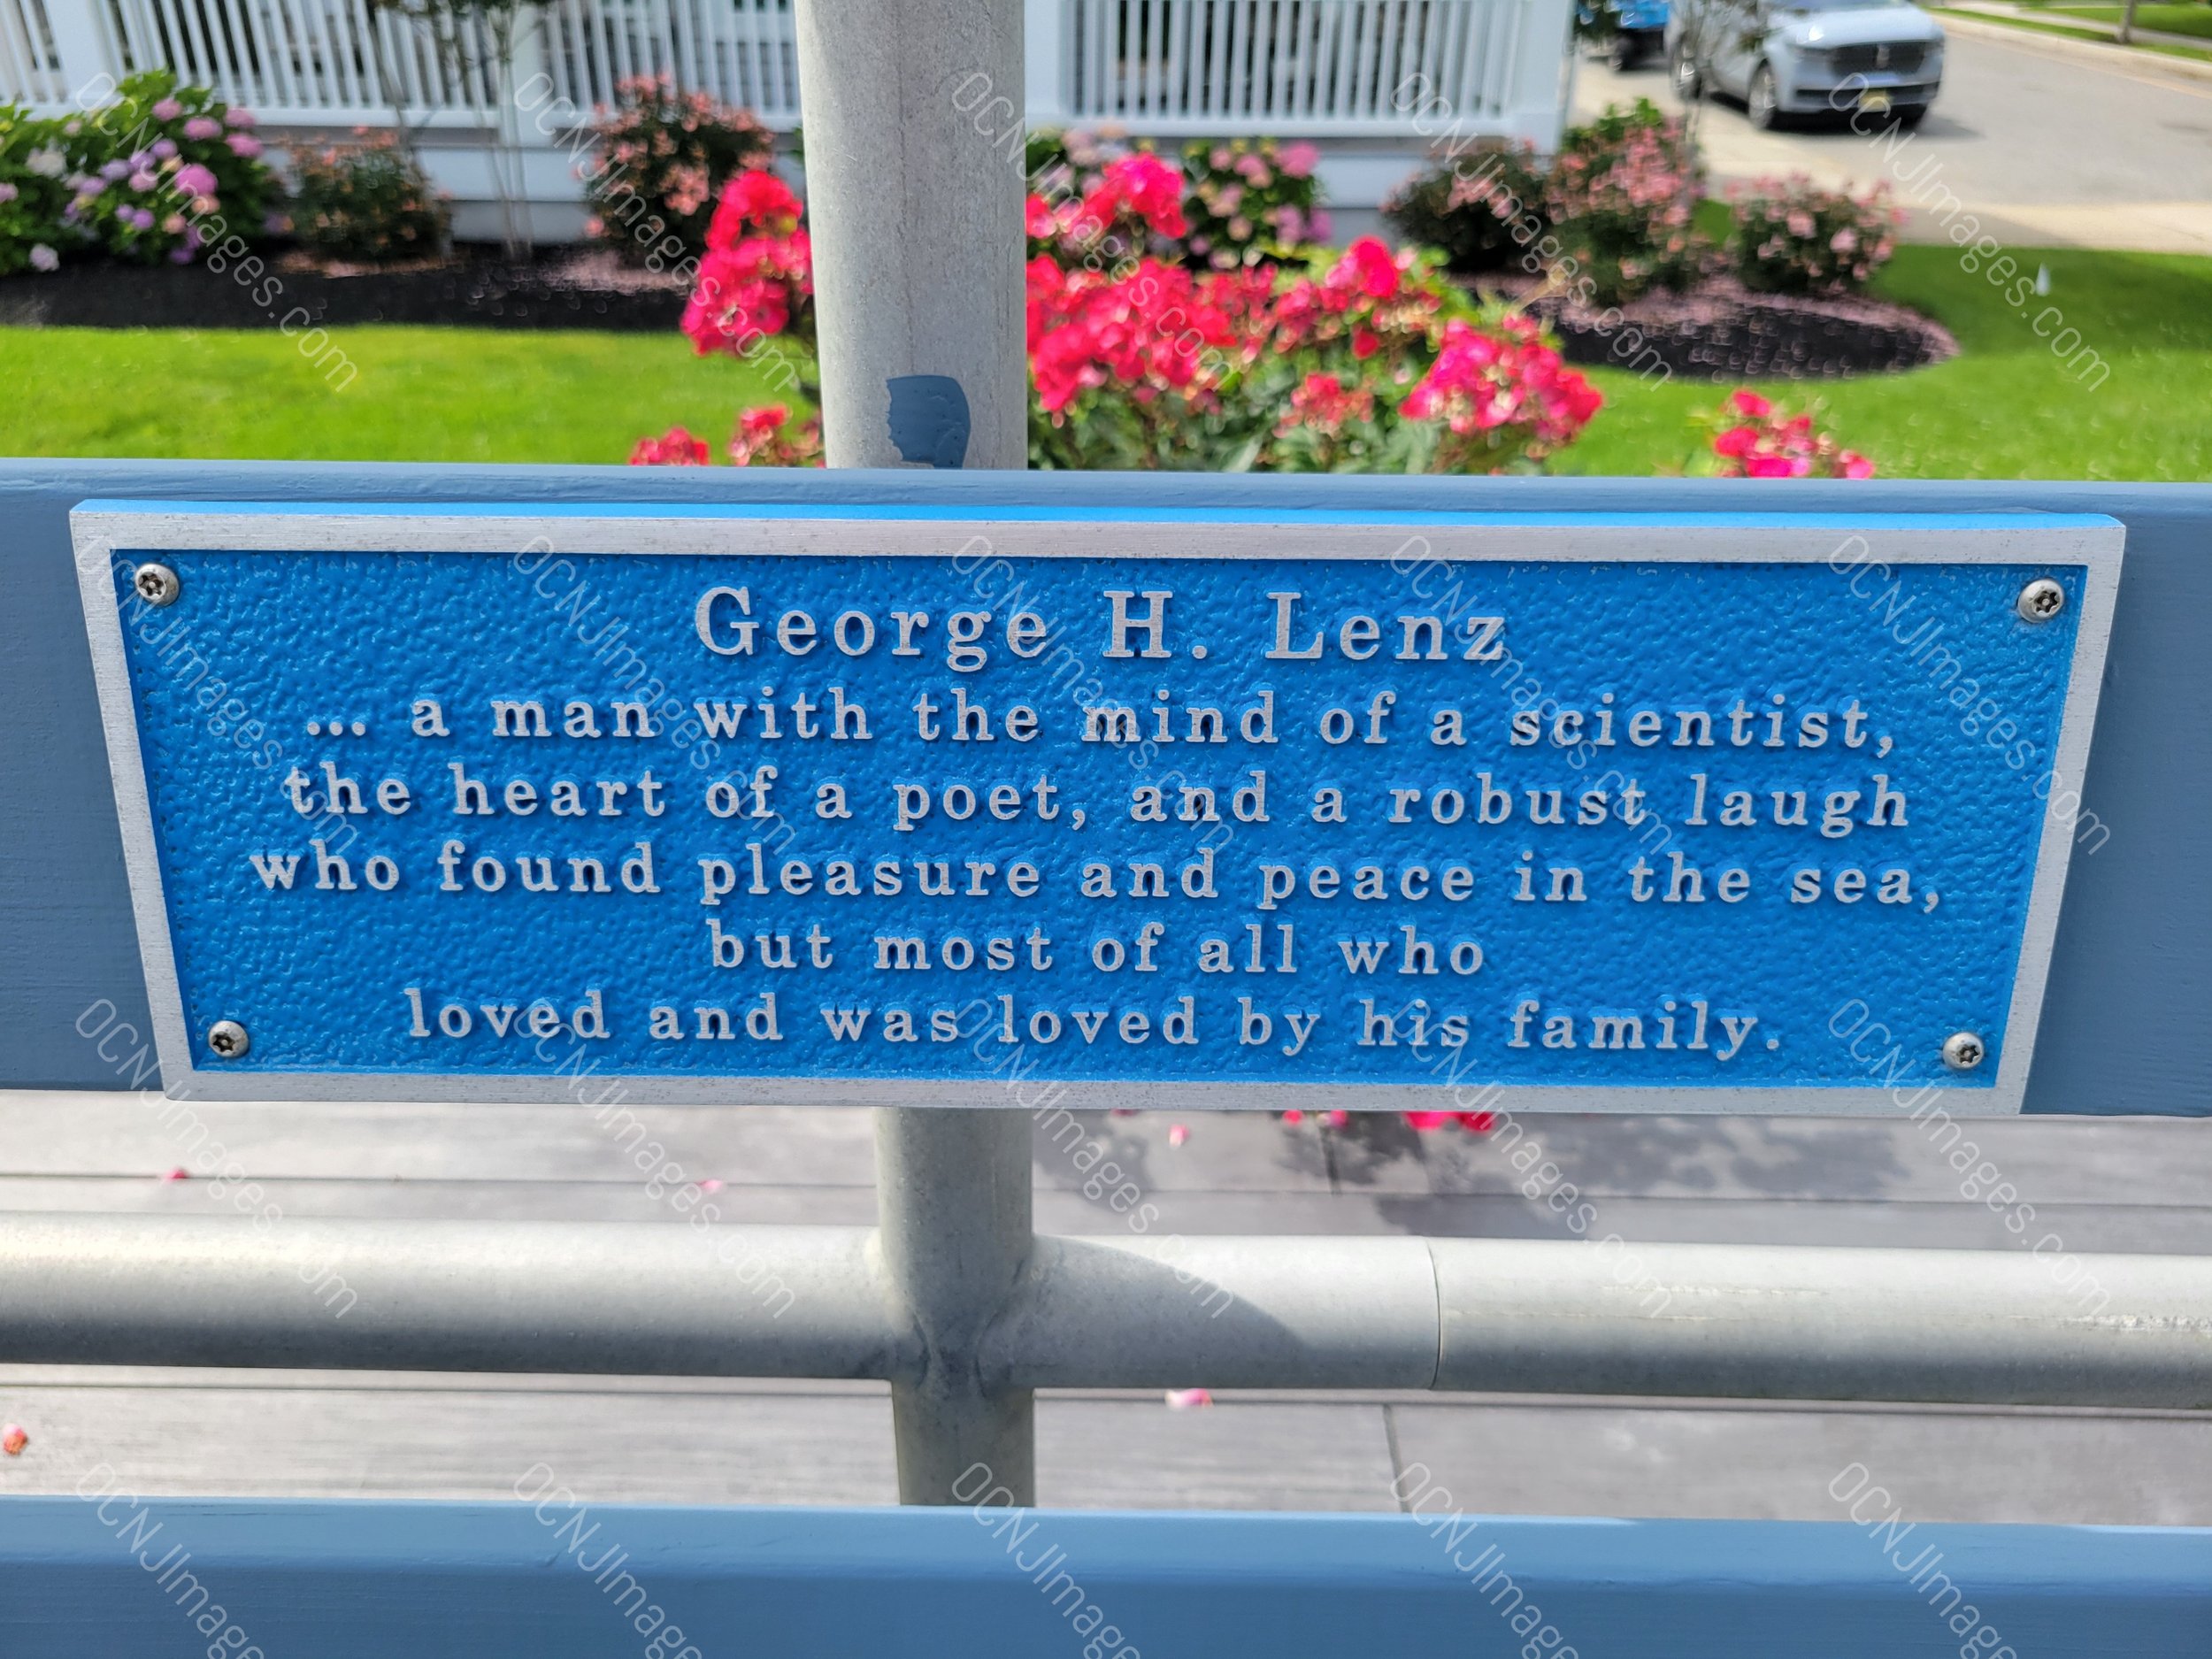 George H. Lenz
... a man with the mind of a scientist,
the heart of a poet, and a robust laugh
who found pleasure and peace in the sea,
but most of all who
loved and was loved by his family.
OCNJImages.com